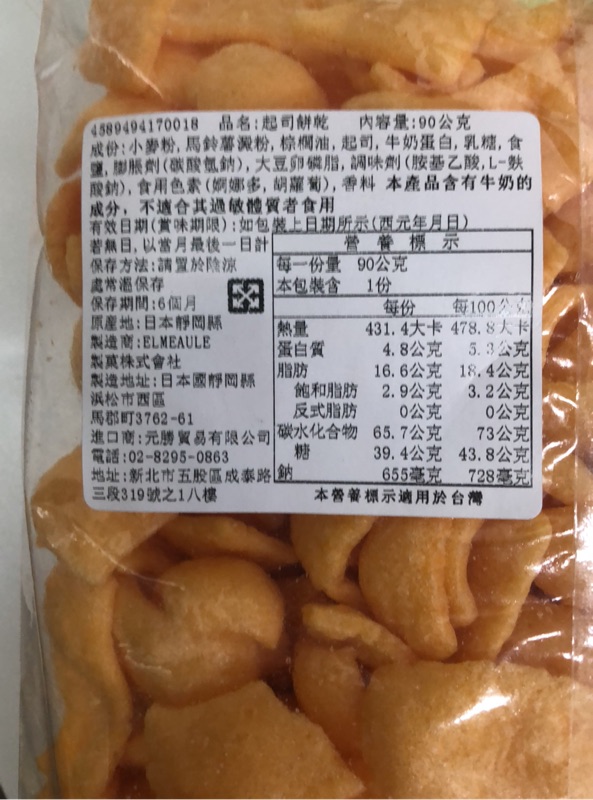 4589494170018 品名:起司餅乾 內容量:90公克
成份:小麥粉,馬鈴薯澱粉,棕櫚油,起司,牛奶蛋白,乳糖,食
鹽,膨脹劑(碳酸氫鈉),大豆卵磷脂,調味劑(胺基乙酸,L-麩
酸鈉),食用色素(婀娜多,胡蘿蔔),香料 本產品含有牛奶的
成分，不適合其過敏體質者食用
有效日期(賞味期限):如包裝上日期所示(西元年月日)
若無日,以當月最後一日計
保存方法:請置於陰涼
處常溫保存
保存期間:6個月
原產地:日本靜岡縣
製造商:ELMEAULE
製菓株式會社
製造地址:日本國靜岡縣
浜松市西區
馬郡町3762-61
進口商:元勝貿易有限公司
電話:02-8295-0863
地址:新北市五股區成泰路
三段319號之1八樓
營養標示
每一份量 90公克
本包裝含 1份
每份 每100公克
熱量 431.4大卡 478.8大卡
蛋白質 4.8公克 5.3公克
脂肪 16.6公克 18.4公克
飽和脂肪 2.9公克 3.2公克
反式脂肪 0公克 0公克
碳水化合物 65.7公克 73公克
糖 39.4公克 43.8公克
鈉 655毫克 728毫克
本營養標示適用於台灣